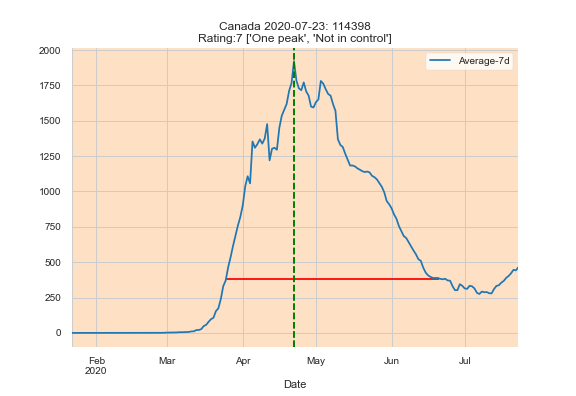 Canada 2020-07-23: 114398
Rating:7 ['One peak', 'Not in control']
Average-7d
2000
1750
1500
1250
1000
750
500
250
0
Feb
2020
Mar
Apr
May
Jun
Jul
Date